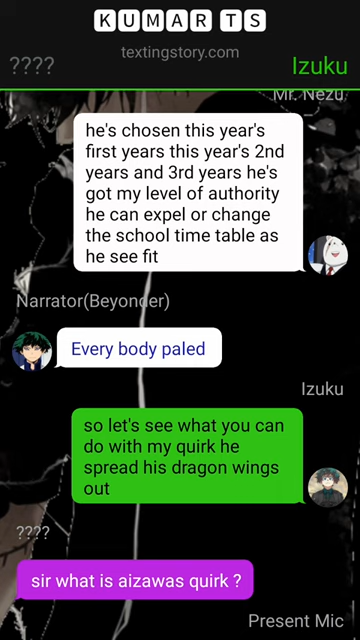 KUMAR TS
textingstory.com
???? Izuku
Mr. Nezu
he's chosen this year's
first years this year's 2nd
years and 3rd years he's
got my level of authority
he can expel or change
the school time table as
he see fit
Narrator(Beyonder)
Every body paled
Izuku
so let's see what you can
do with my quirk he
spread his dragon wings
out
????
sir what is aizawas quirk ?
Present Mic